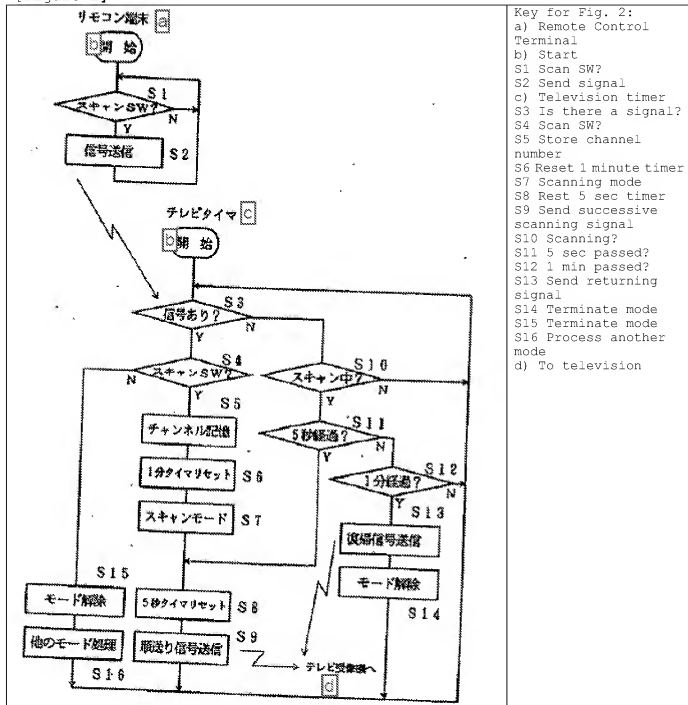 リモコン端末 a
b 開 始
S1
スキャンSW?
N
Y
信号送信 S2
テレビタイマ c
b 開 始
S3
信号あり?
N
Y
S4
スキャンSW?
N
Y
S10
スキャン中?
N
Y
S5
チャンネル記憶
S11
5秒経過?
N
Y
1分タイマリセット S6
S12
1分経過?
N
Y
スキャンモード S7
S13
復帰信号送信
S15
モード解除
5秒タイマリセット S8
モード解除
S14
他のモード処理
S16
順送り信号送信
S9
テレビ受像機へ
d
Key for Fig. 2:
a) Remote Control
Terminal
b) Start
S1 Scan SW?
S2 Send signal
c) Television timer
S3 Is there a signal?
S4 Scan SW?
S5 Store channel
number
S6 Reset 1 minute timer
S7 Scanning mode
S8 Rest 5 sec timer
S9 Send successive
scanning signal
S10 Scanning?
S11 5 sec passed?
S12 1 min passed?
S13 Send returning
signal
S14 Terminate mode
S15 Terminate mode
S16 Process another
mode
d) To television